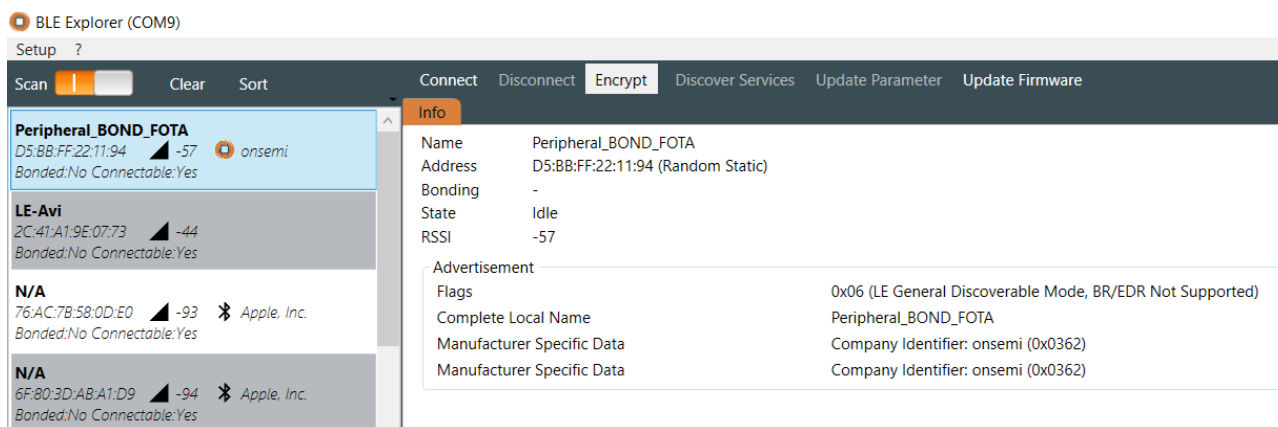 BLE Explorer (COM9)
Setup ?
Scan Clear Sort
Connect Disconnect Encrypt Discover Services Update Parameter Update Firmware
Peripheral_BOND_FOTA
D5:BB:FF:22:11:94 -57 onsemi
Bonded:No Connectable:Yes
LE-Avi
2C:41:A1:9E:07:73 -44
Bonded:No Connectable:Yes
N/A
76:AC:7B:58:0D:E0 -93 Apple, Inc.
Bonded:No Connectable:Yes
N/A
6F:80:3D:AB:A1:D9 -94 Apple, Inc.
Bonded:No Connectable:Yes
Info
Name Peripheral_BOND_FOTA
Address D5:BB:FF:22:11:94 (Random Static)
Bonding -
State Idle
RSSI -57
Advertisement
Flags 0x06 (LE General Discoverable Mode, BR/EDR Not Supported)
Complete Local Name Peripheral_BOND_FOTA
Manufacturer Specific Data Company Identifier: onsemi (0x0362)
Manufacturer Specific Data Company Identifier: onsemi (0x0362)